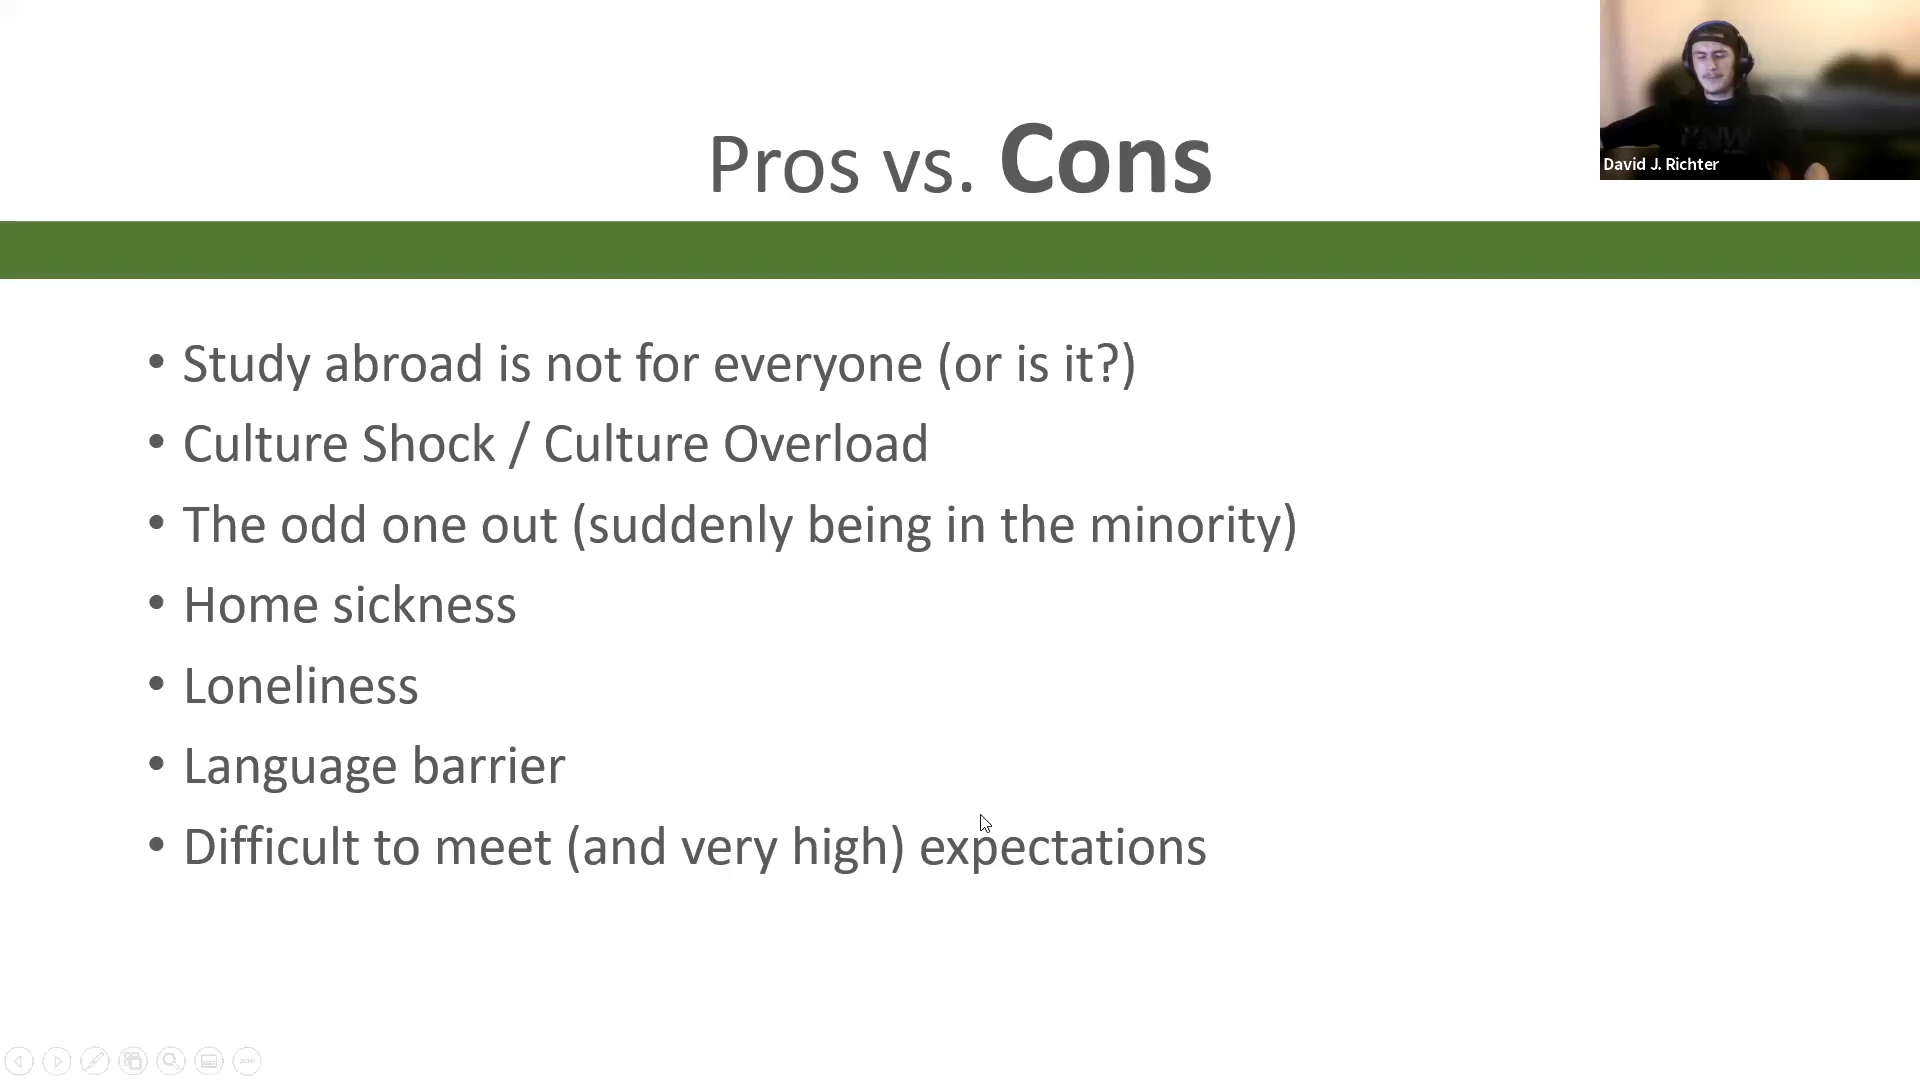 Pros vs. Cons
David J. Richter
• Study abroad is not for everyone (or is it?)
• Culture Shock / Culture Overload
• The odd one out (suddenly being in the minority)
• Home sickness
• Loneliness
• Language barrier
• Difficult to meet (and very high) expectations